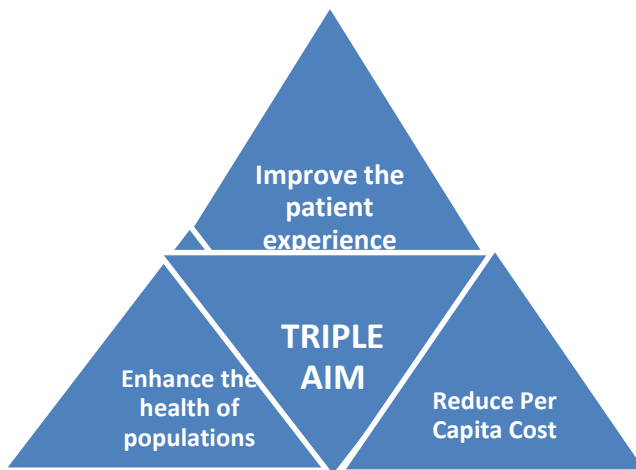 Improve the
patient
experience
TRIPLE
AIM
Enhance the
health of
populations
Reduce Per
Capita Cost